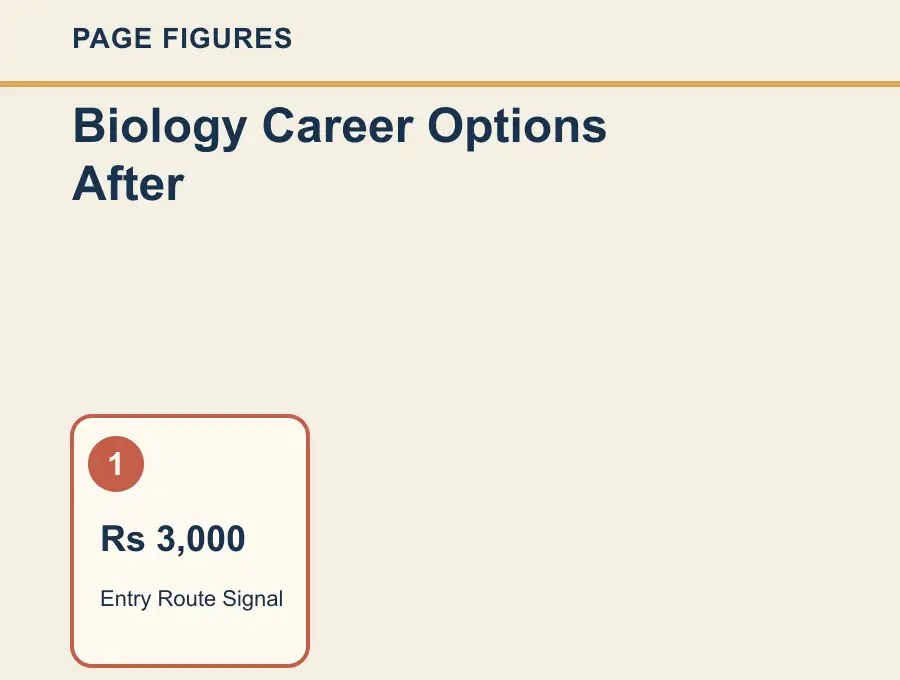 PAGE FIGURES
Biology Career Options
After
1
Rs 3,000
Entry Route Signal